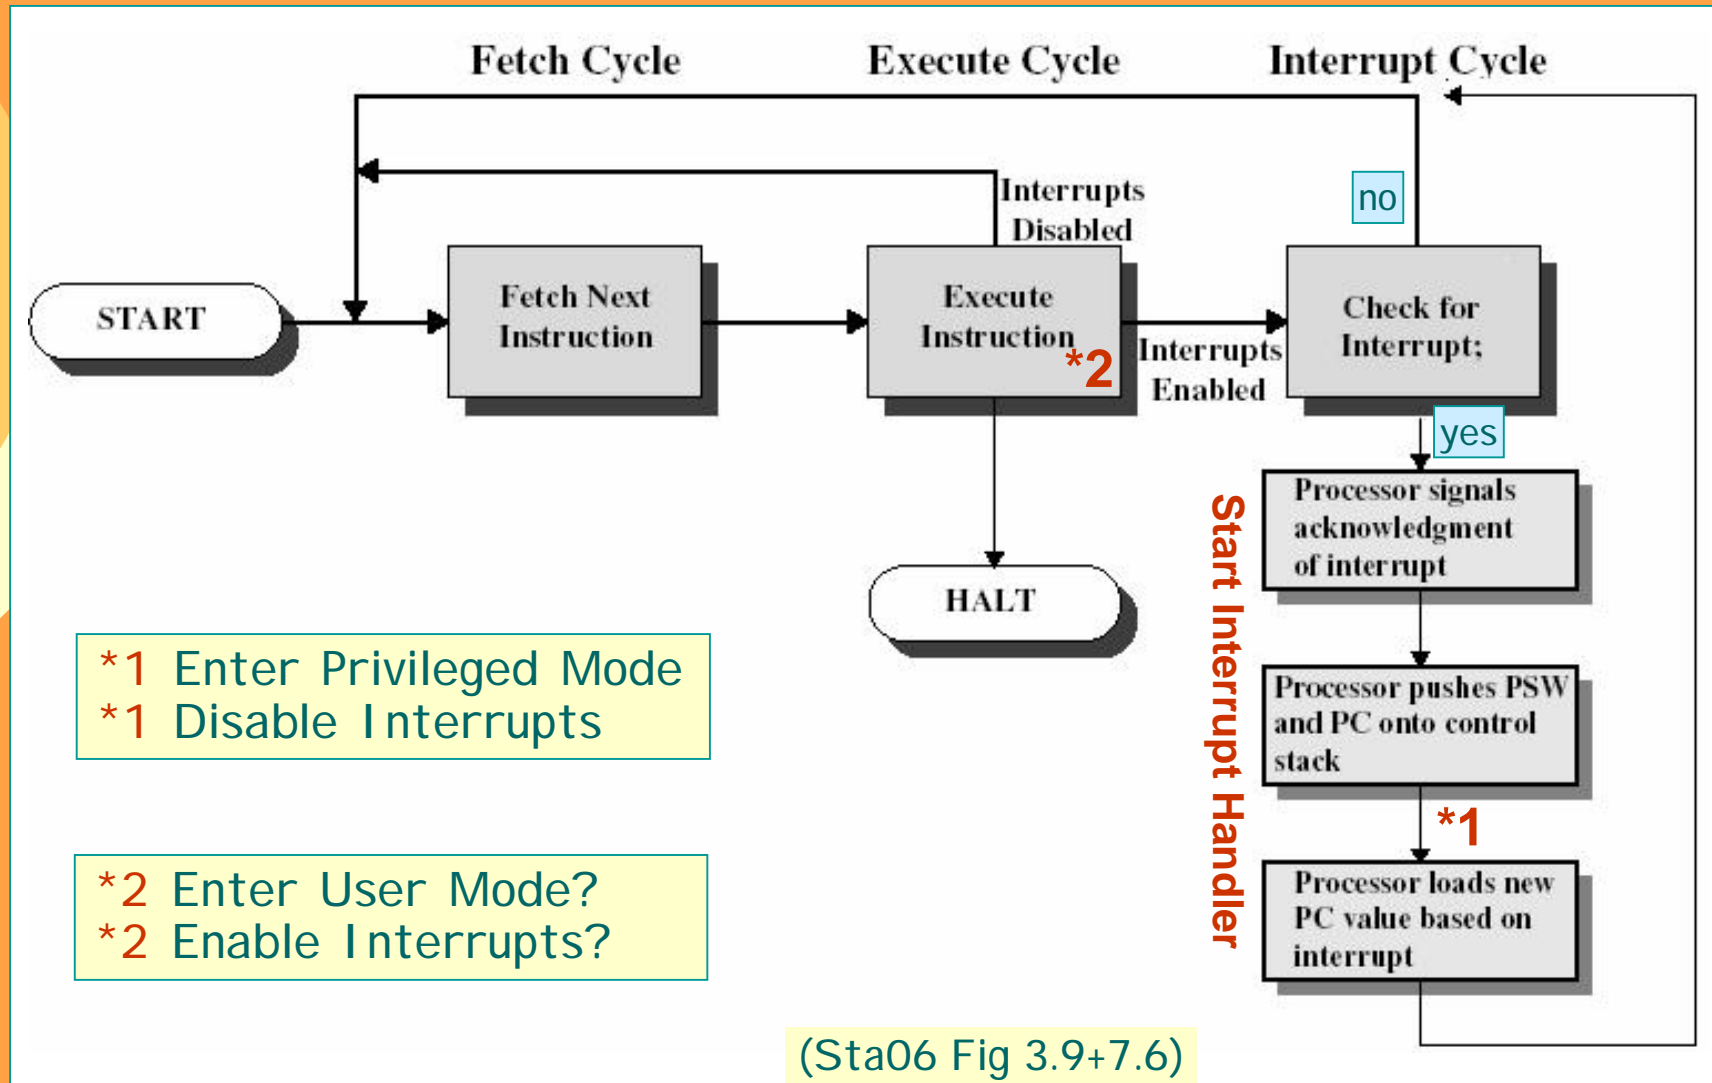 Fetch Cycle
Execute Cycle
Interrupt Cycle
Interrupts
Disabled
no
START
Fetch Next
Instruction
Execute
Instruction
*2
Interrupts
Enabled
Check for
Interrupt;
yes
Start Interrupt Handler
Processor signals
acknowledgment
of interrupt
HALT
*1 Enter Privileged Mode
*1 Disable Interrupts
Processor pushes PSW
and PC onto control
stack
*1
*2 Enter User Mode?
*2 Enable Interrupts?
Processor loads new
PC value based on
interrupt
(Sta06 Fig 3.9+7.6)